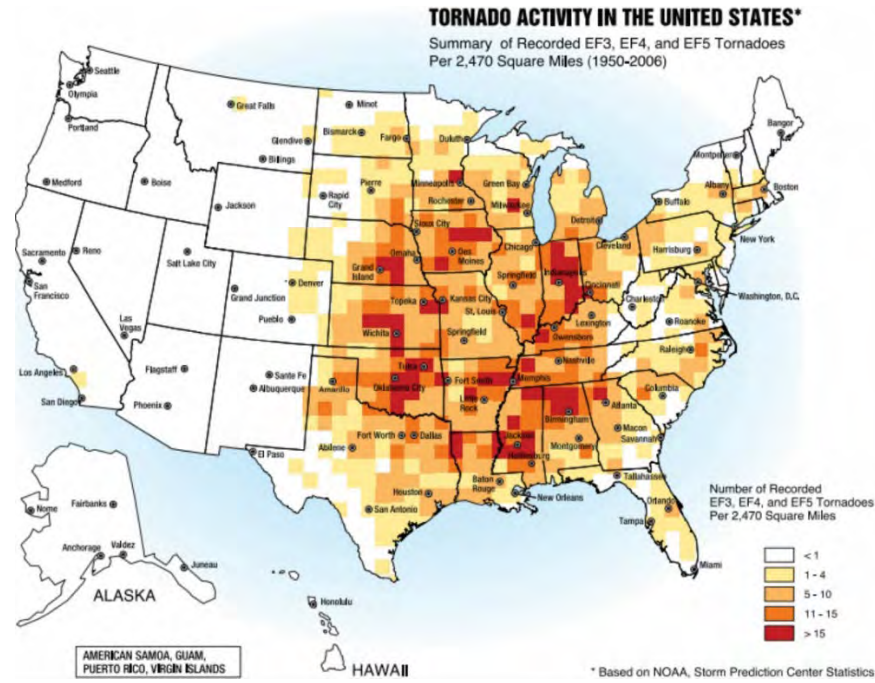 TORNADO ACTIVITY IN THE UNITED STATES*
Summary of Recorded EF3, EF4, and EF5 Tornadoes
Per 2,470 Square Miles (1950-2006)
Seattle
Olympia
Portland
Medford
Boise
Great Falls
Glendive
Billings
Jackson
Minot
Bismarck
Fargo
Duluth
Pierre
Rapid
City
Minneapolis
Rochester
Green Bay
Milwaukee
Detroit
Bangor
Montpelier
Albany
Boston
Buffalo
New York
Harrisburg
Cleveland
Washington, D.C.
Sacramento
Reno
San
Francisco
Salt Lake City
Las
Vegas
Los Angeles
San Diego
Grand Junction
Denver
Pueblo
Flagstaff
Phoenix
Santa Fe
Albuquerque
El Paso
Sioux City
Omaha
Grand
Island
Des
Moines
Chicago
Springfield
Indianapolis
Cincinnati
Topeka
Kansas City
St. Louis
Wichita
Springfield
Charleston
Lexington
Owensboro
Roanoke
Raleigh
Nashville
Tulsa
Oklahoma City
Amarillo
Fort Smith
Little
Rock
Memphis
Columbia
Atlanta
Birmingham
Macon
Savannah
Montgomery
Jackson
Hattiesburg
Fort Worth
Dallas
Abilene
Houston
San Antonio
Baton
Rouge
New Orleans
Tallahassee
Orlando
Tampa
Miami
Nome
Fairbanks
Anchorage
Valdez
Juneau
ALASKA
Honolulu
HAWAII
AMERICAN SAMOA, GUAM,
PUERTO RICO, VIRGIN ISLANDS
Number of Recorded
EF3, EF4, and EF5 Tornadoes
Per 2,470 Square Miles
< 1
1 - 4
5 - 10
11 - 15
> 15
* Based on NOAA, Storm Prediction Center Statistics